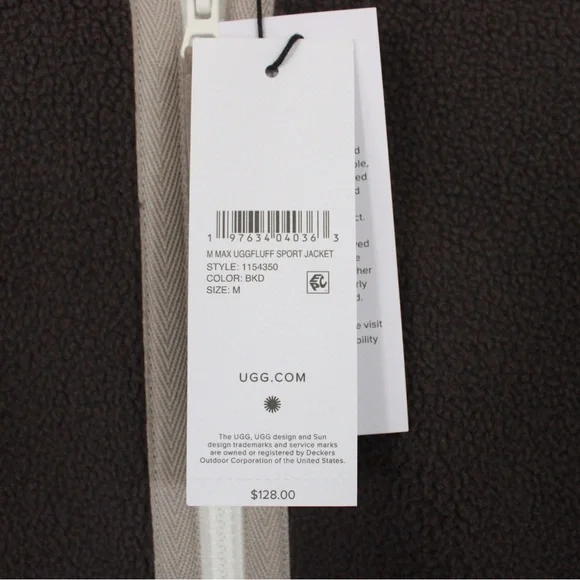 1 97634 04036 3
M MAX UGGFLUFF SPORT JACKET
STYLE: 1154350
COLOR: BKD
SIZE: M
UGG.COM
The UGG, UGG design and Sun
design trademarks and service marks
are owned or registered by Deckers
Outdoor Corporation of the United States.
$128.00
visit